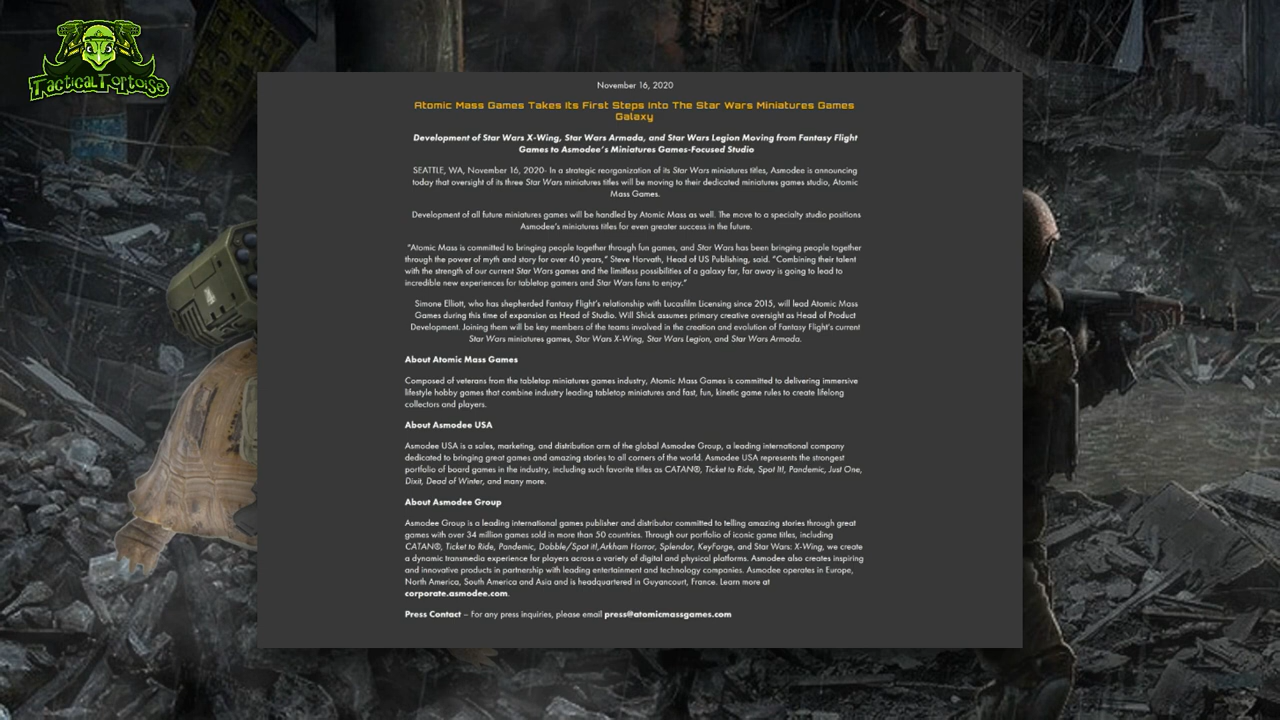 TacticalTortoise
November 16, 2020
Atomic Mass Games Takes Its First Steps Into The Star Wars Miniatures Games
Galaxy
Development of Star Wars X-Wing, Star Wars Armada, and Star Wars Legion Moving from Fantasy Flight
Games to Asmodee's Miniatures Games-Focused Studio
SEATTLE, WA, November 16, 2020- In a strategic reorganization of its Star Wars miniatures titles, Asmodee is announcing
today that oversight of its three Star Wars miniatures titles will be moving to their dedicated miniatures games studio, Atomic
Mass Games.
Development of all future miniatures games will be handled by Atomic Mass as well. The move to a specialty studio positions
Asmodee's miniatures titles for even greater success in the future.
"Atomic Mass is committed to bringing people together through fun games, and Star Wars has been bringing people together
through the power of myth and story for over 40 years," Steve Horvath, Head of US Publishing, said. "Combining their talent
with the strength of our current Star Wars games and the limitless possibilities of a galaxy far, far away is going to lead to
incredible new experiences for tabletop gamers and Star Wars fans to enjoy."
Simone Elliott, who has shepherded Fantasy Flight's relationship with Lucasfilm Licensing since 2015, will lead Atomic Mass
Games during this time of expansion as Head of Studio. Will Shick assumes primary creative oversight as Head of Product
Development. Joining them will be key members of the teams involved in the creation and evolution of Fantasy Flight's current
Star Wars miniatures games, Star Wars X-Wing, Star Wars Legion, and Star Wars Armada.
About Atomic Mass Games
Composed of veterans from the tabletop miniatures games industry, Atomic Mass Games is committed to delivering immersive
lifestyle hobby games that combine industry leading tabletop miniatures and fast, fun, kinetic game rules to create lifelong
collectors and players.
About Asmodee USA
Asmodee USA is a sales, marketing, and distribution arm of the global Asmodee Group, a leading international company
dedicated to bringing great games and amazing stories to all corners of the world. Asmodee USA represents the strongest
portfolio of board games in the industry, including such favorite titles as CATAN®, Ticket to Ride, Spot It!, Pandemic, Just One,
Dixit, Dead of Winter, and many more.
About Asmodee Group
Asmodee Group is a leading international games publisher and distributor committed to telling amazing stories through great
games with over 34 million games sold in more than 50 countries. Through our portfolio of iconic game titles, including
CATAN®, Ticket to Ride, Pandemic, Dobble/Spot it!,Arkham Horror, Splendor, KeyForge, and Star Wars: X-Wing, we create
a dynamic transmedia experience for players across a variety of digital and physical platforms. Asmodee also creates inspiring
and innovative products in partnership with leading entertainment and technology companies. Asmodee operates in Europe,
North America, South America and Asia and is headquartered in Guyancourt, France. Learn more at
corporate.asmodee.com.
Press Contact – For any press inquiries, please email press@atomicmassgames.com